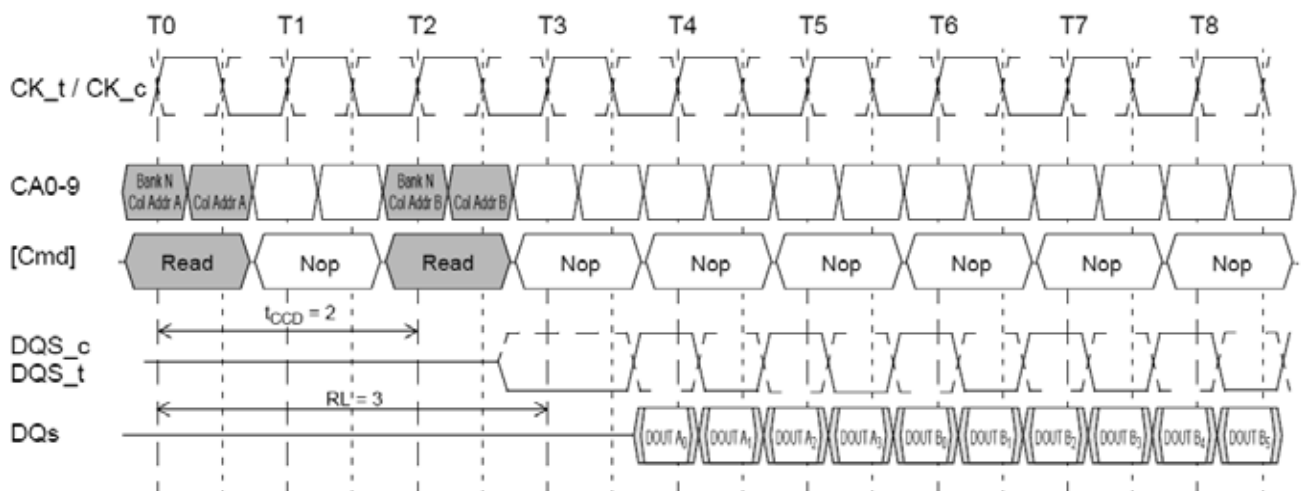 T0 T1 T2 T3 T4 T5 T6 T7 T8
CK_t / CK_c
CA0-9
Bank N
Col Addr A
Col Addr A
Bank N
Col Addr B
Col Addr B
[Cmd] Read Nop Read Nop Nop Nop Nop Nop Nop
tCCD = 2
DQS_c
DQS_t
RL = 3
DQs DOUT A0 DOUT A1 DOUT A2 DOUT A3 DOUT B0 DOUT B1 DOUT B2 DOUT B3 DOUT B4 DOUT B5